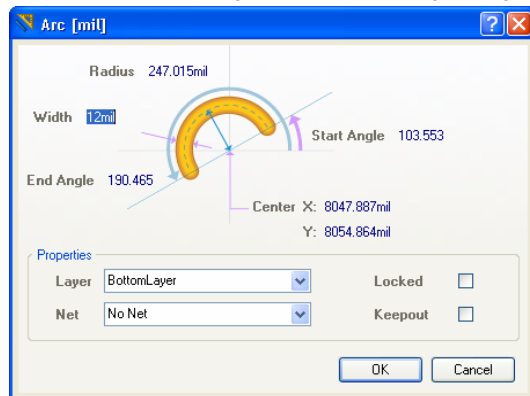 Arc [mil]
Radius 247.015mil
Width 12mil
Start Angle 103.553
End Angle 190.465
Center X: 8047.887mil
Y: 8054.864mil
Properties
Layer BottomLayer Locked
Net No Net Keepout
OK Cancel